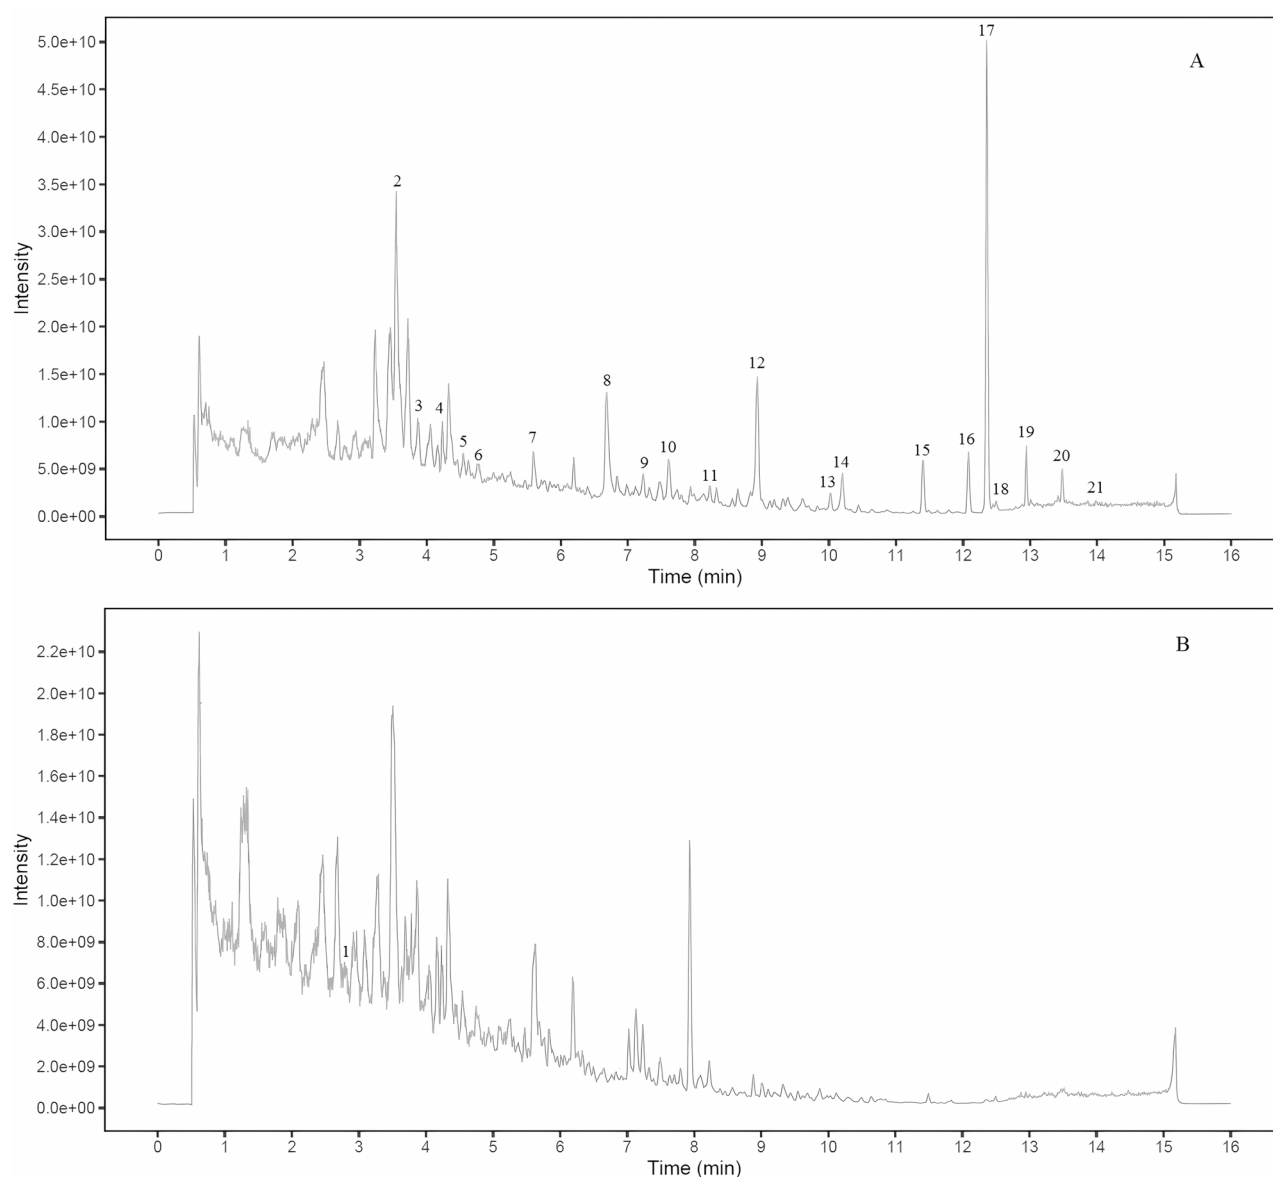 A
5.0e+10
4.5e+10
4.0e+10
3.5e+10
3.0e+10
2.5e+10
2.0e+10
1.5e+10
1.0e+10
5.0e+09
0.0e+00
Intensity
2
3
4
5
6
7
8
9
10
11
12
13
14
15
16
17
18
19
20
21
0 1 2 3 4 5 6 7 8 9 10 11 12 13 14 15 16
Time (min)
B
2.2e+10
2.0e+10
1.8e+10
1.6e+10
1.4e+10
1.2e+10
1.0e+10
8.0e+09
6.0e+09
4.0e+09
2.0e+09
0.0e+00
Intensity
1
0 1 2 3 4 5 6 7 8 9 10 11 12 13 14 15 16
Time (min)